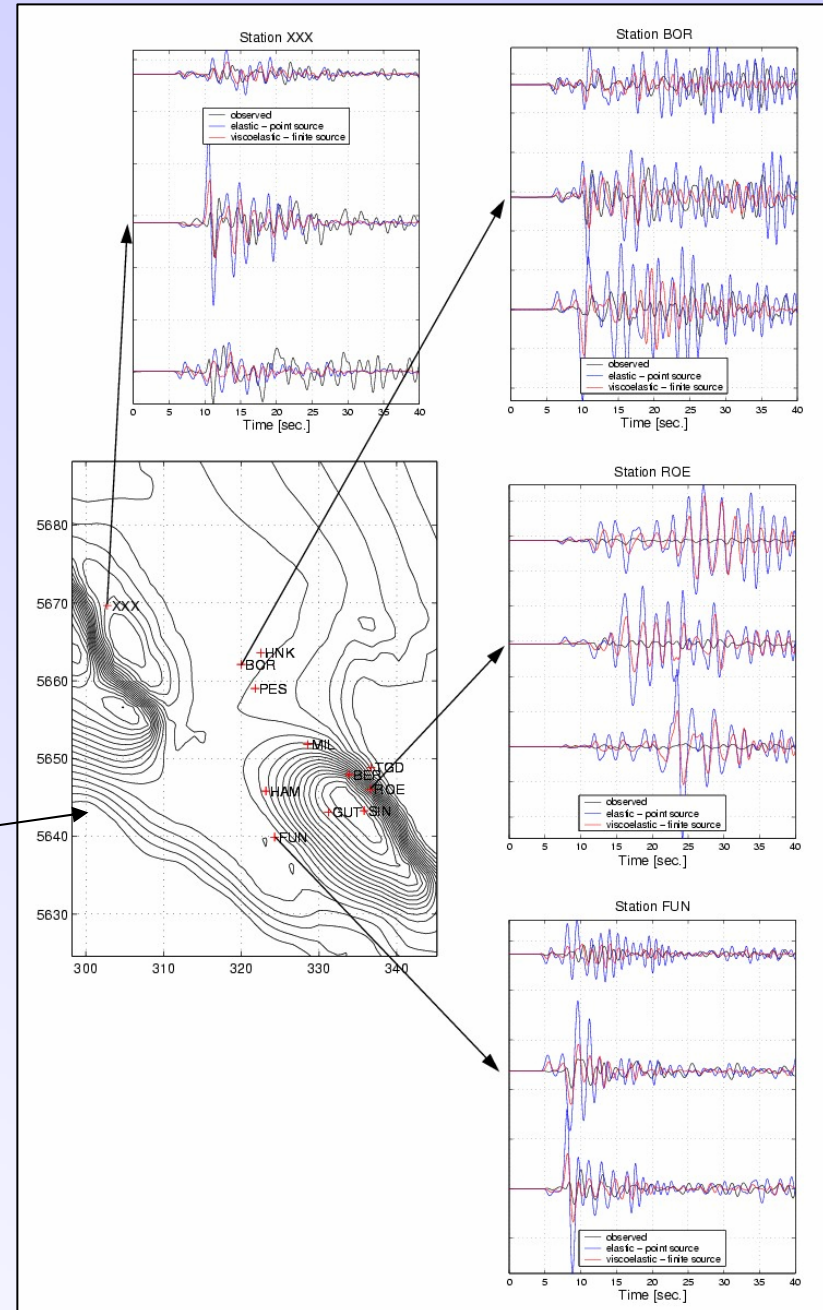 Station XXX
observed
elastic – point source
viscoelastic – finite source
0 5 10 15 20 25 30 35 40
Time [sec.]
Station BOR
observed
elastic – point source
viscoelastic – finite source
0 5 10 15 20 25 30 35 40
Time [sec.]
5680
5670
5660
5650
5640
5630
300 310 320 330 340
XXX
HNK
BOR
PES
MIL
TGD
BER
ROE
HAM
GUT
SIN
FUN
Station ROE
observed
elastic – point source
viscoelastic – finite source
0 5 10 15 20 25 30 35 40
Time [sec.]
Station FUN
observed
elastic – point source
viscoelastic – finite source
0 5 10 15 20 25 30 35 40
Time [sec.]